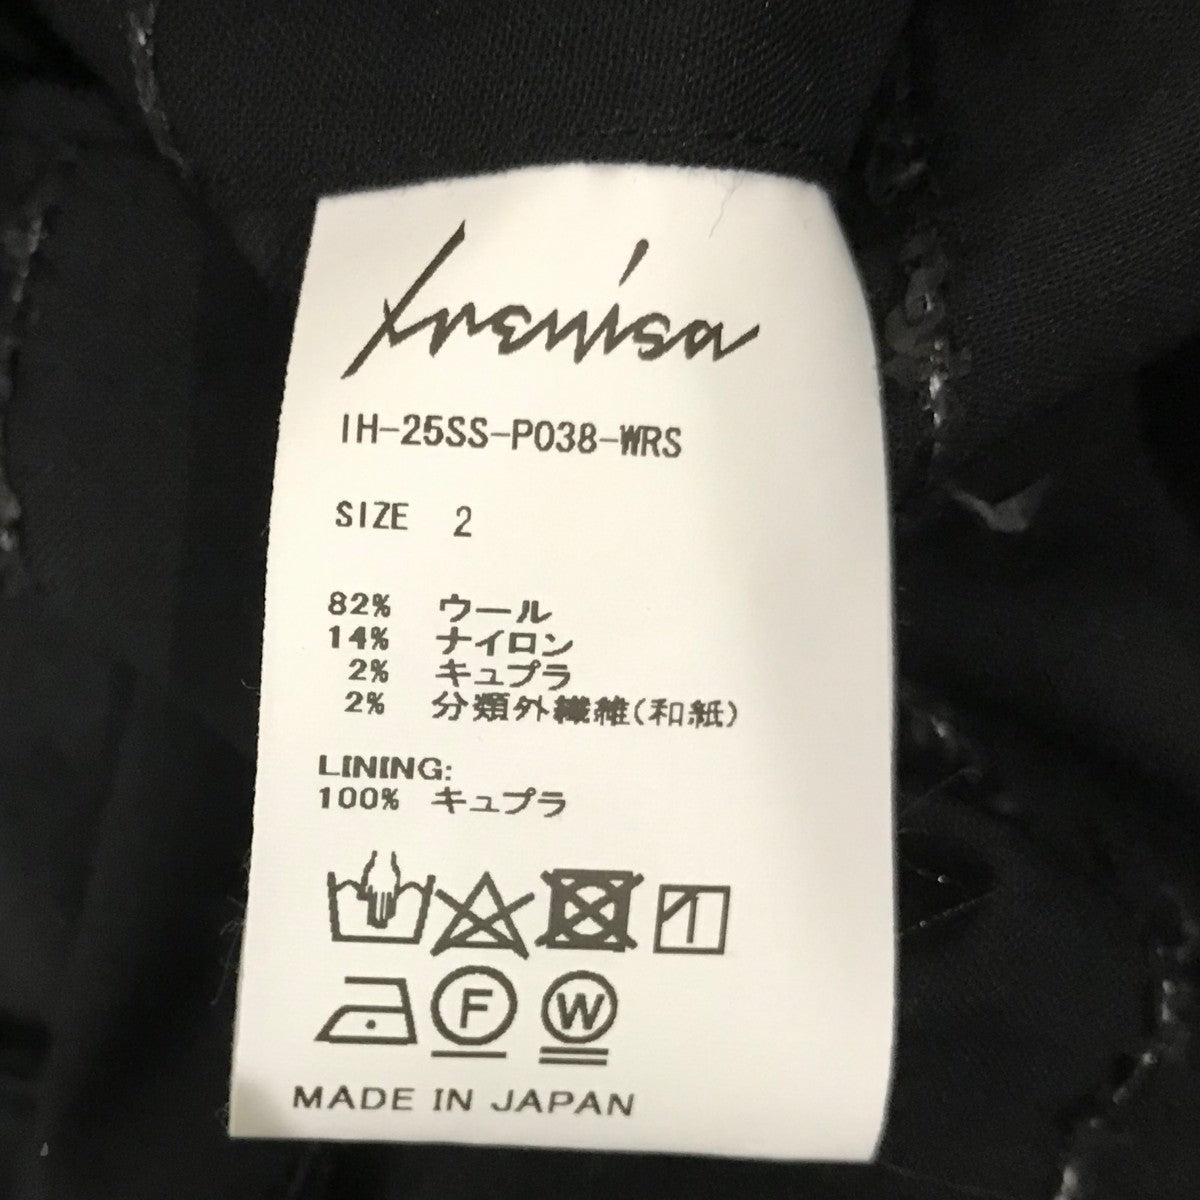 irenisa
IH-25SS-P038-WRS
SIZE 2
82% ウール
14% ナイロン
2% キュプラ
2% 分類外繊維(和紙)
LINING:
100% キュプラ
F W
MADE IN JAPAN